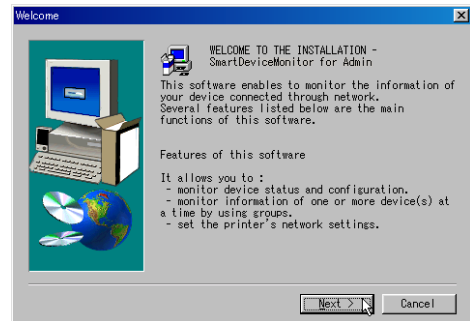 Welcome
WELCOME TO THE INSTALLATION -
SmartDeviceMonitor for Admin
This software enables to monitor the information of
your device connected through network.
Several features listed below are the main
functions of this software.
Features of this software
It allows you to :
- monitor device status and configuration.
- monitor information of one or more device(s) at
a time by using groups.
- set the printer's network settings.
Next >
Cancel